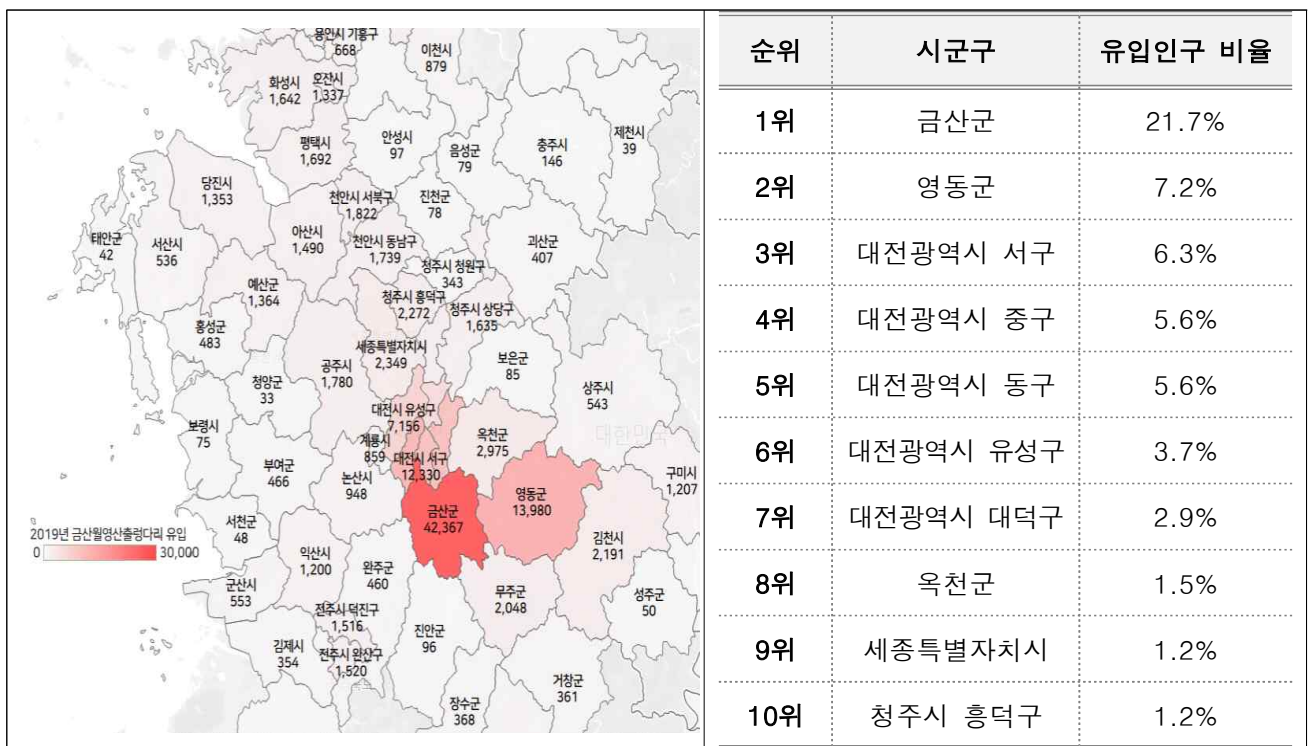 용인시 기흥구
668
이천시
879
화성시
1,642
오산시
1,337
평택시
1,692
안성시
97
음성군
79
충주시
146
제천시
39
당진시
1,353
천안시 서북구
1,822
진천군
78
태안군
42
서산시
536
아산시
1,490
천안시 동남구
1,739
괴산군
407
청주시 청원구
343
예산군
1,364
청주시 흥덕구
2,272
청주시 상당구
1,635
홍성군
483
세종특별자치시
2,349
공주시
1,780
보은군
85
청양군
33
상주시
543
대전시 유성구
7,156
보령시
75
계룡시
859
대전시 서구
12,330
옥천군
2,975
대한민국
부여군
466
논산시
948
구미시
1,207
금산군
42,367
영동군
13,980
서천군
48
2019년 금산월영산출렁다리 유입
0 30,000
익산시
1,200
완주군
460
김천시
2,191
군산시
553
무주군
2,048
성주군
50
전주시 덕진구
1,516
진안군
96
김제시
354
전주시 완산구
1,520
거창군
361
장수군
368
순위 시군구 유입인구 비율
1위 금산군 21.7%
2위 영동군 7.2%
3위 대전광역시 서구 6.3%
4위 대전광역시 중구 5.6%
5위 대전광역시 동구 5.6%
6위 대전광역시 유성구 3.7%
7위 대전광역시 대덕구 2.9%
8위 옥천군 1.5%
9위 세종특별자치시 1.2%
10위 청주시 흥덕구 1.2%